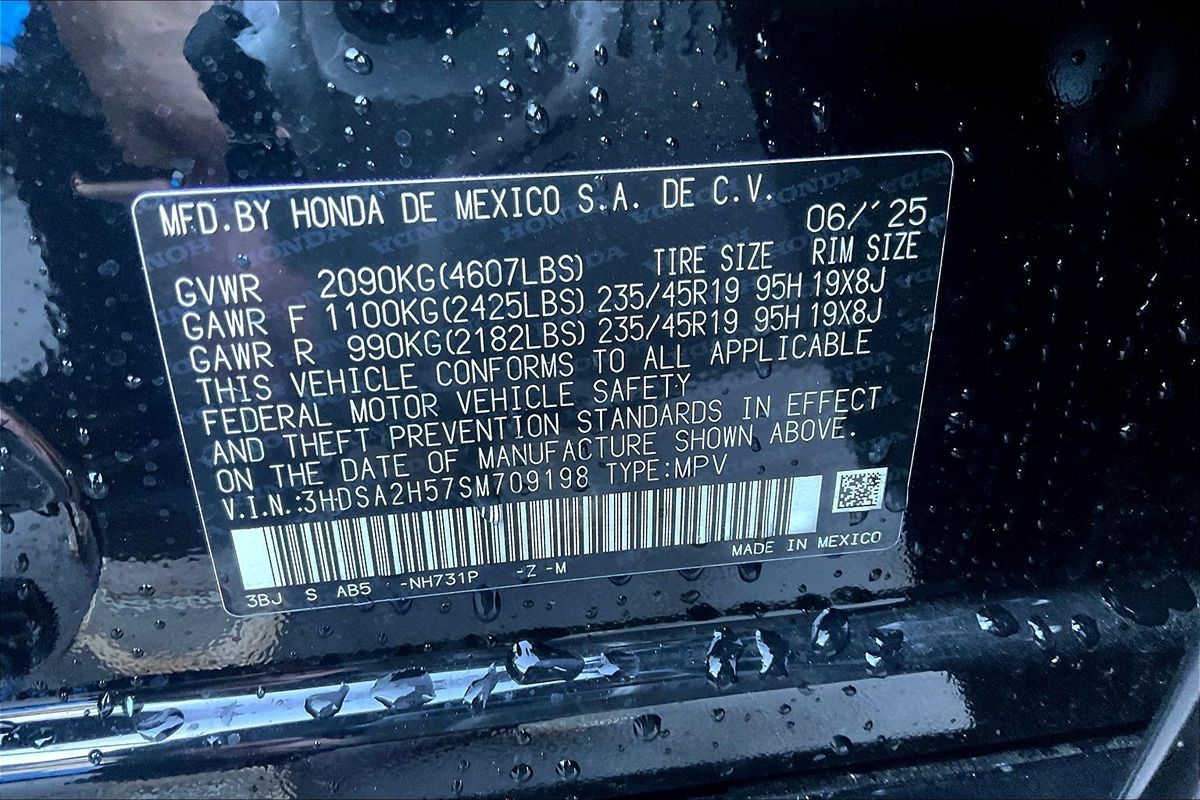 MFD.BY HONDA DE MEXICO S.A. DE C.V.
06/'25
GVWR 2090KG(4607LBS) TIRE SIZE RIM SIZE
GAWR F 1100KG(2425LBS) 235/45R19 95H 19X8J
GAWR R 990KG(2182LBS) 235/45R19 95H 19X8J
THIS VEHICLE CONFORMS TO ALL APPLICABLE
FEDERAL MOTOR VEHICLE SAFETY
AND THEFT PREVENTION STANDARDS IN EFFECT
ON THE DATE OF MANUFACTURE SHOWN ABOVE.
V.I.N.:3HDSA2H57SM709198 TYPE:MPV
MADE IN MEXICO
3BJ S AB5 -NH731P -Z -M